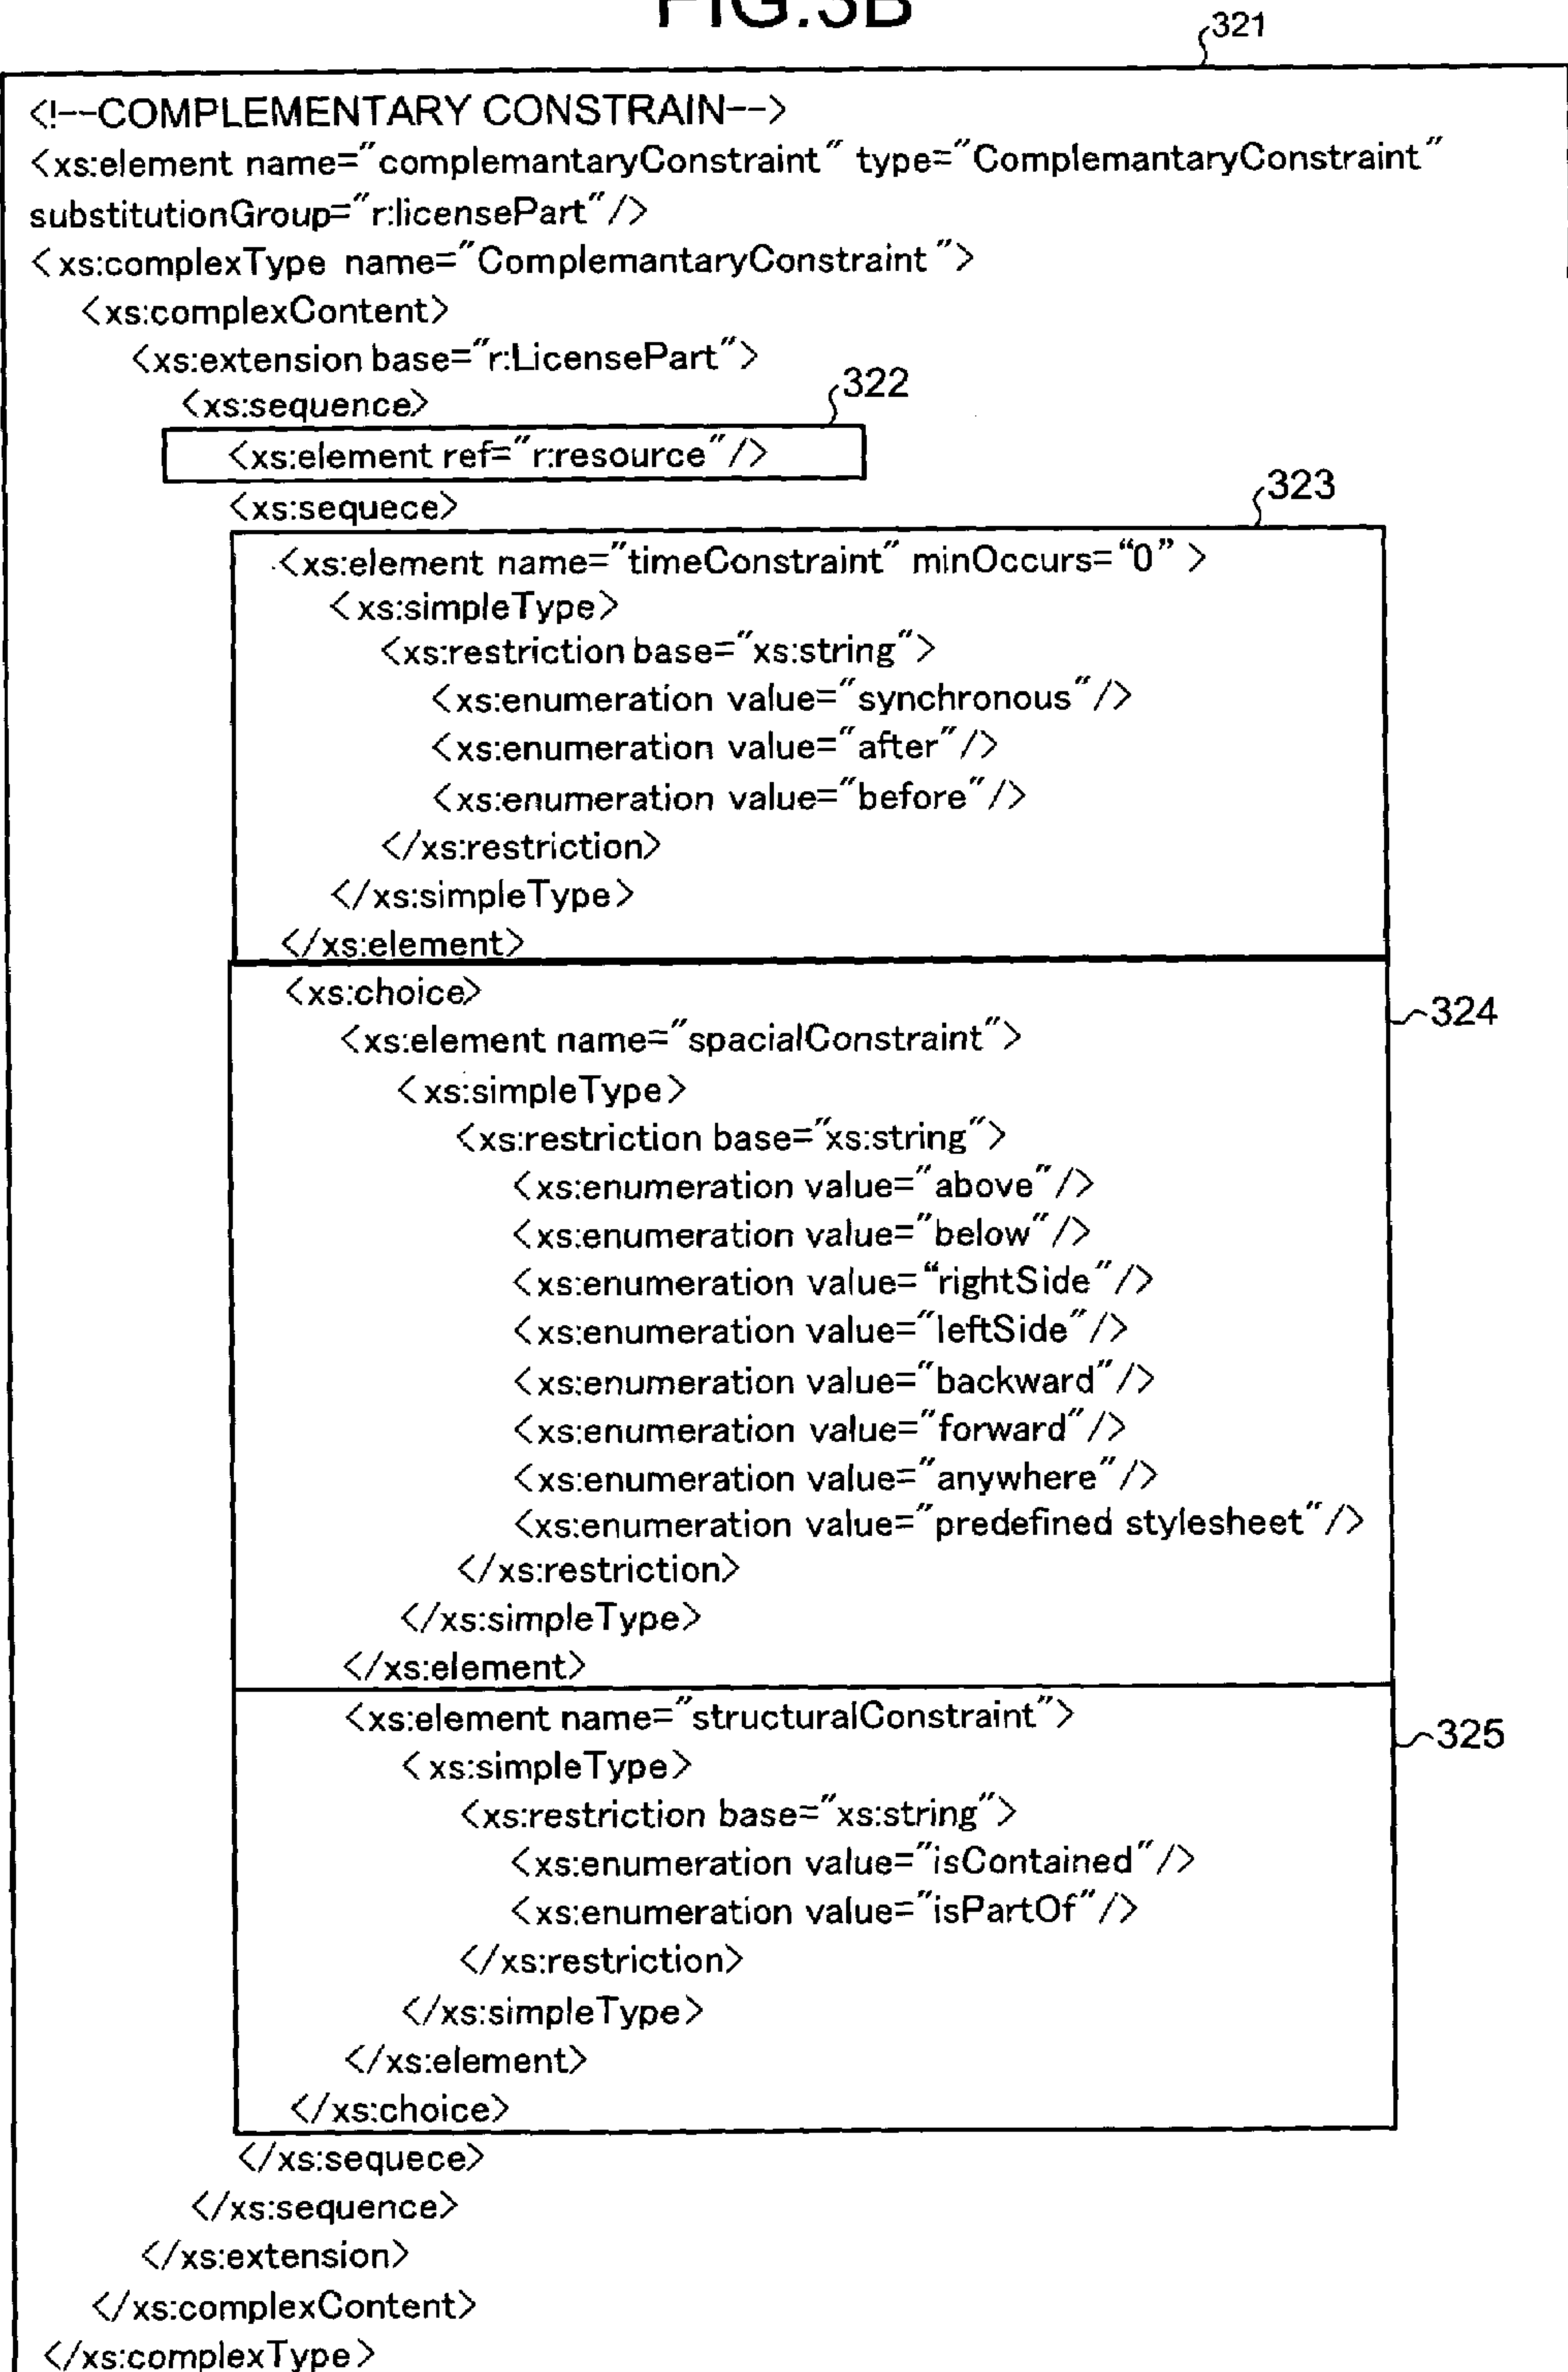 FIG.3B
321
<!--COMPLEMENTARY CONSTRAIN-->
<xs:element name="complemantaryConstraint" type="ComplemantaryConstraint"
substitutionGroup="r:licensePart"/>
<xs:complexType name="ComplemantaryConstraint">
<xs:complexContent>
<xs:extension base="r:LicensePart">
<xs:sequence>
322
<xs:element ref="r:resource"/>
<xs:sequece>
323
<xs:element name="timeConstraint" minOccurs="0" >
<xs:simpleType>
<xs:restriction base="xs:string">
<xs:enumeration value="synchronous"/>
<xs:enumeration value="after"/>
<xs:enumeration value="before"/>
</xs:restriction>
</xs:simpleType>
</xs:element>
<xs:choice>
324
<xs:element name="spacialConstraint">
<xs:simpleType>
<xs:restriction base="xs:string">
<xs:enumeration value="above"/>
<xs:enumeration value="below"/>
<xs:enumeration value="rightSide"/>
<xs:enumeration value="leftSide"/>
<xs:enumeration value="backward"/>
<xs:enumeration value="forward"/>
<xs:enumeration value="anywhere"/>
<xs:enumeration value="predefined stylesheet"/>
</xs:restriction>
</xs:simpleType>
</xs:element>
<xs:element name="structuralConstraint">
325
<xs:simpleType>
<xs:restriction base="xs:string">
<xs:enumeration value="isContained"/>
<xs:enumeration value="isPartOf"/>
</xs:restriction>
</xs:simpleType>
</xs:element>
</xs:choice>
</xs:sequece>
</xs:sequence>
</xs:extension>
</xs:complexContent>
</xs:complexType>